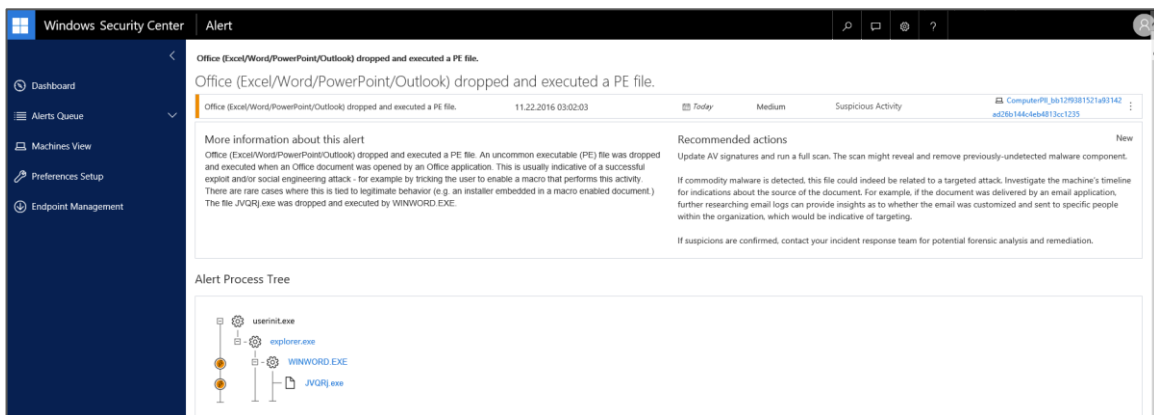 Windows Security Center | Alert
?
Office (Excel/Word/PowerPoint/Outlook) dropped and executed a PE file.
Office (Excel/Word/PowerPoint/Outlook) dropped and executed a PE file.
Office (Excel/Word/PowerPoint/Outlook) dropped and executed a PE file. 11.22.2016 03:02:03 Today Medium Suspicious Activity ComputerPII_bb12f9381521a93142
ad26b144c4eb4813cc1235
Dashboard
Alerts Queue
Machines View
Preferences Setup
Endpoint Management
More information about this alert
Office (Excel/Word/PowerPoint/Outlook) dropped and executed a PE file. An uncommon executable (PE) file was dropped
and executed when an Office document was opened by an Office application. This is usually indicative of a successful
exploit and/or social engineering attack - for example by tricking the user to enable a macro that performs this activity.
There are rare cases where this is tied to legitimate behavior (e.g. an installer embedded in a macro enabled document.)
The file JVQRj.exe was dropped and executed by WINWORD.EXE.
Recommended actions New
Update AV signatures and run a full scan. The scan might reveal and remove previously-undetected malware component.
If commodity malware is detected, this file could indeed be related to a targeted attack. Investigate the machine's timeline
for indications about the source of the document. For example, if the document was delivered by an email application,
further researching email logs can provide insights as to whether the email was customized and sent to specific people
within the organization, which would be indicative of targeting.
If suspicions are confirmed, contact your incident response team for potential forensic analysis and remediation.
Alert Process Tree
userinit.exe
explorer.exe
WINWORD.EXE
JVQRj.exe